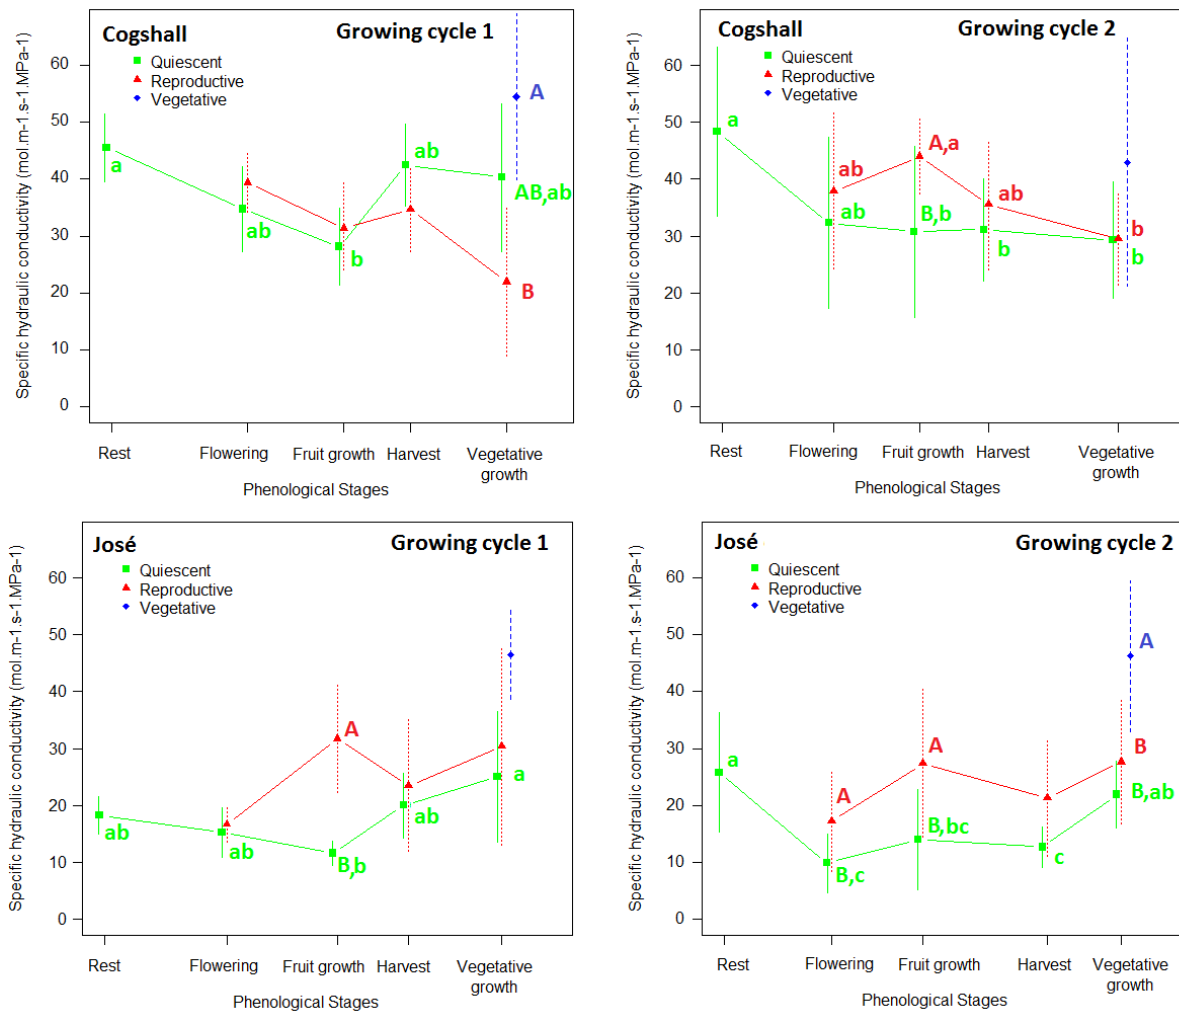 Cogshall
Growing cycle 1
Quiescent
Reproductive
Vegetative
Specific hydraulic conductivity (mol.m-1.s-1.MPa-1)
60
50
40
30
20
10
0
a
ab
b
ab
AB,ab
A
B
Rest
Flowering
Fruit growth
Harvest
Vegetative
growth
Phenological Stages
Cogshall
Growing cycle 2
Quiescent
Reproductive
Vegetative
Specific hydraulic conductivity (mol.m-1.s-1.MPa-1)
60
50
40
30
20
10
0
a
ab
ab
A,a
B,b
ab
b
b
b
Rest
Flowering
Fruit growth
Harvest
Vegetative
growth
Phenological Stages
José
Growing cycle 1
Quiescent
Reproductive
Vegetative
Specific hydraulic conductivity (mol.m-1.s-1.MPa-1)
60
50
40
30
20
10
0
ab
ab
A
B,b
ab
a
Rest
Flowering
Fruit growth
Harvest
Vegetative
growth
Phenological Stages
José
Growing cycle 2
Quiescent
Reproductive
Vegetative
Specific hydraulic conductivity (mol.m-1.s-1.MPa-1)
60
50
40
30
20
10
0
a
A
B,c
A
B,bc
c
A
B
B,ab
Rest
Flowering
Fruit growth
Harvest
Vegetative
growth
Phenological Stages